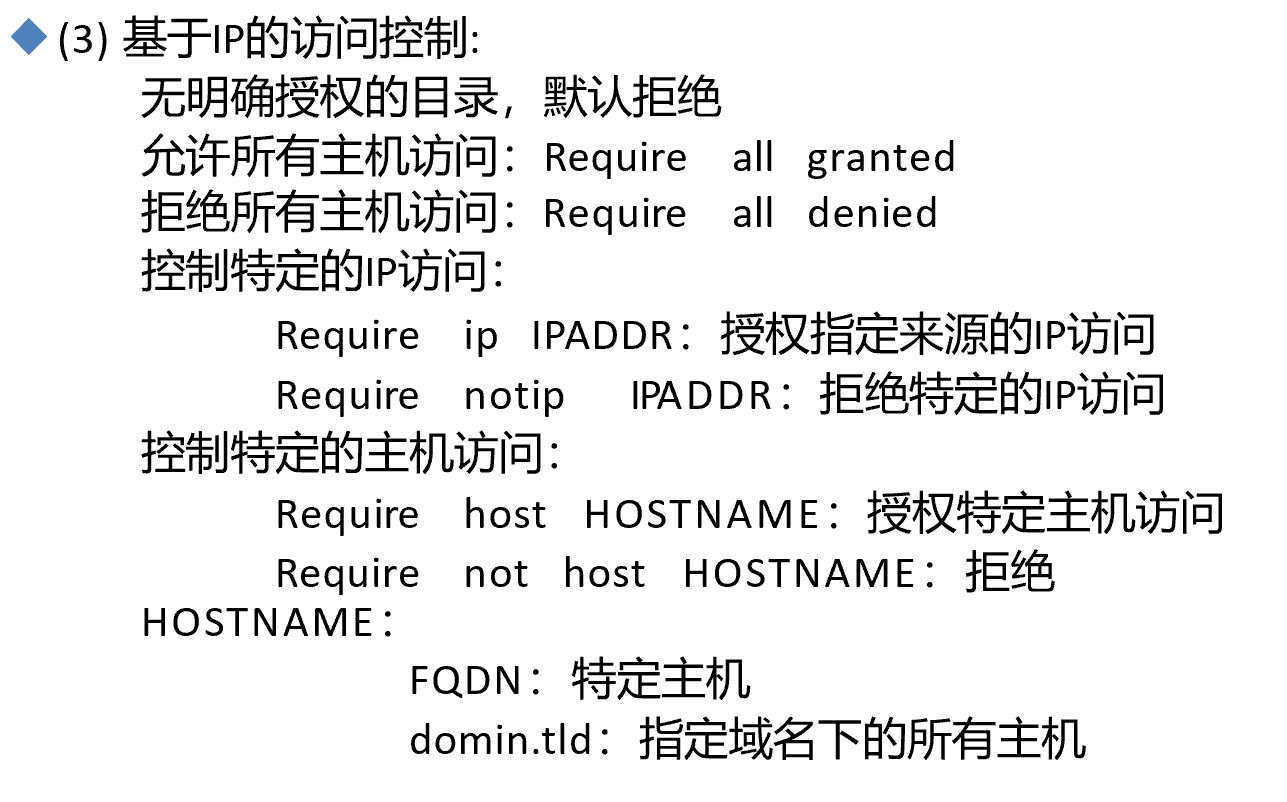 (3) 基于IP的访问控制:
无明确授权的目录，默认拒绝
允许所有主机访问：Require all granted
拒绝所有主机访问：Require all denied
控制特定的IP访问：
Require ip IPADDR：授权指定来源的IP访问
Require notip IPADDR：拒绝特定的IP访问
控制特定的主机访问：
Require host HOSTNAME：授权特定主机访问
Require not host HOSTNAME：拒绝
HOSTNAME：
FQDN：特定主机
domin.tld：指定域名下的所有主机